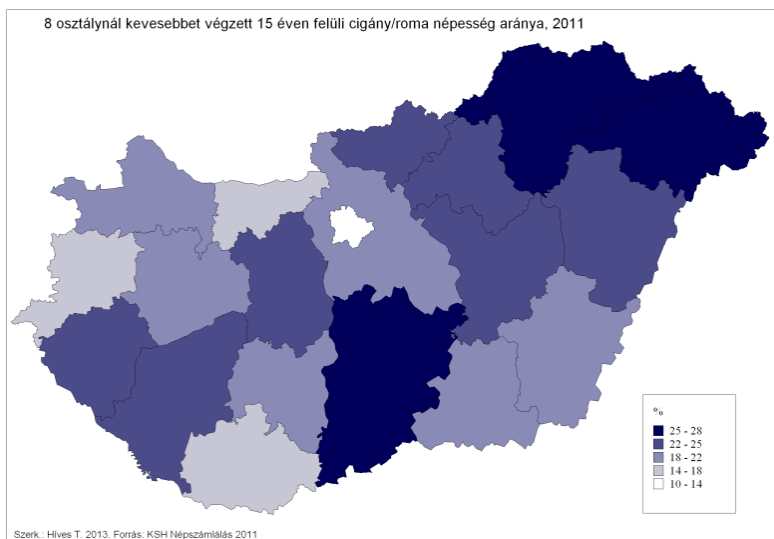 8 osztálynál kevesebbet végzett 15 éven felüli cigány/roma népesség aránya, 2011
%
25 - 28
22 - 25
18 - 22
14 - 18
10 - 14
Szerk.: Híves T. 2013. Forrás: KSH Népszámlálás 2011